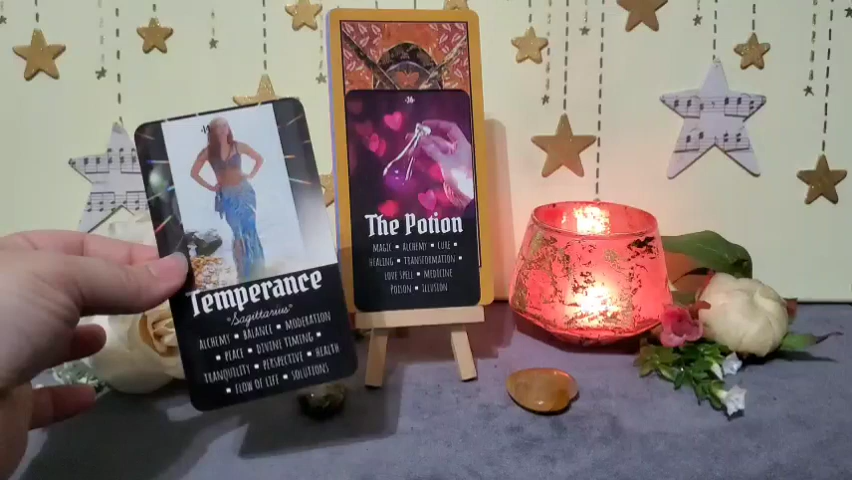 Temperance
"Sagittarius"
ALCHEMY • BALANCE • MODERATION
• PEACE • DIVINE TIMING •
TRANQUILITY • PERSPECTIVE • HEALTH
• FLOW OF LIFE • SOLUTIONS
The Potion
MAGIC • ALCHEMY • CURE •
HEALING • TRANSFORMATION •
LOVE SPELL • MEDICINE
POISON • ILLUSION